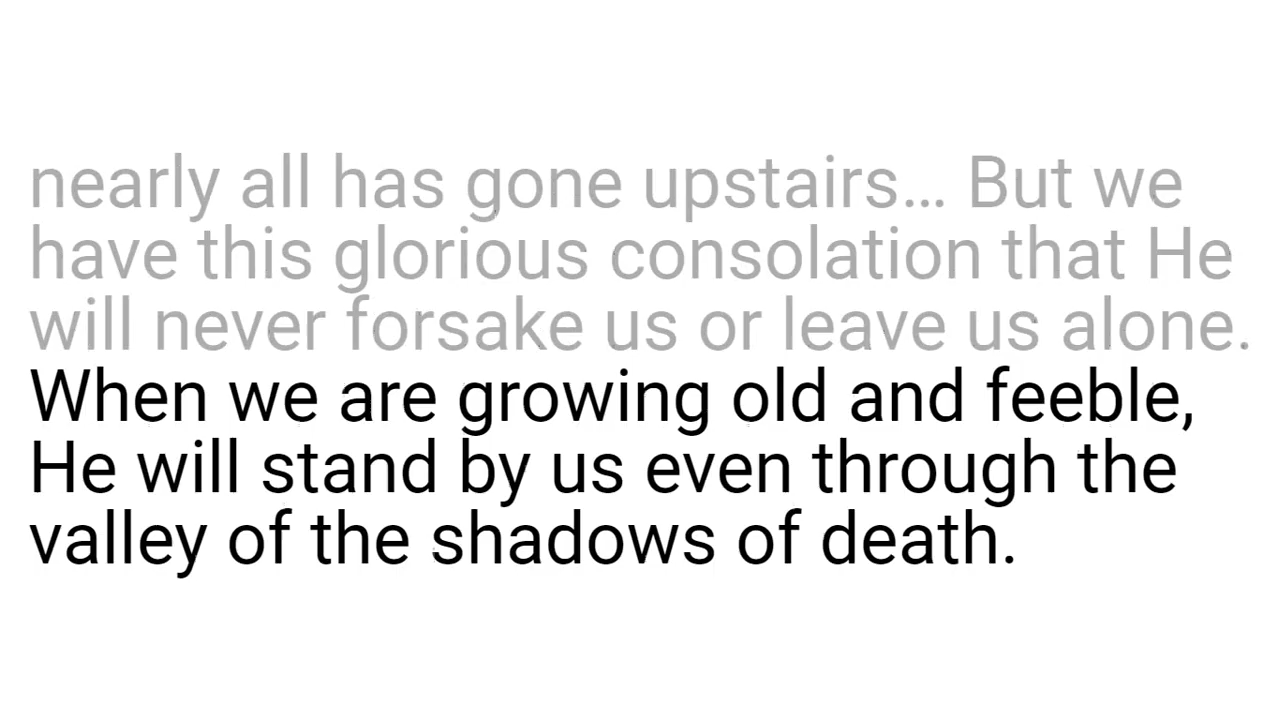 nearly all has gone upstairs… But we
have this glorious consolation that He
will never forsake us or leave us alone.
When we are growing old and feeble,
He will stand by us even through the
valley of the shadows of death.